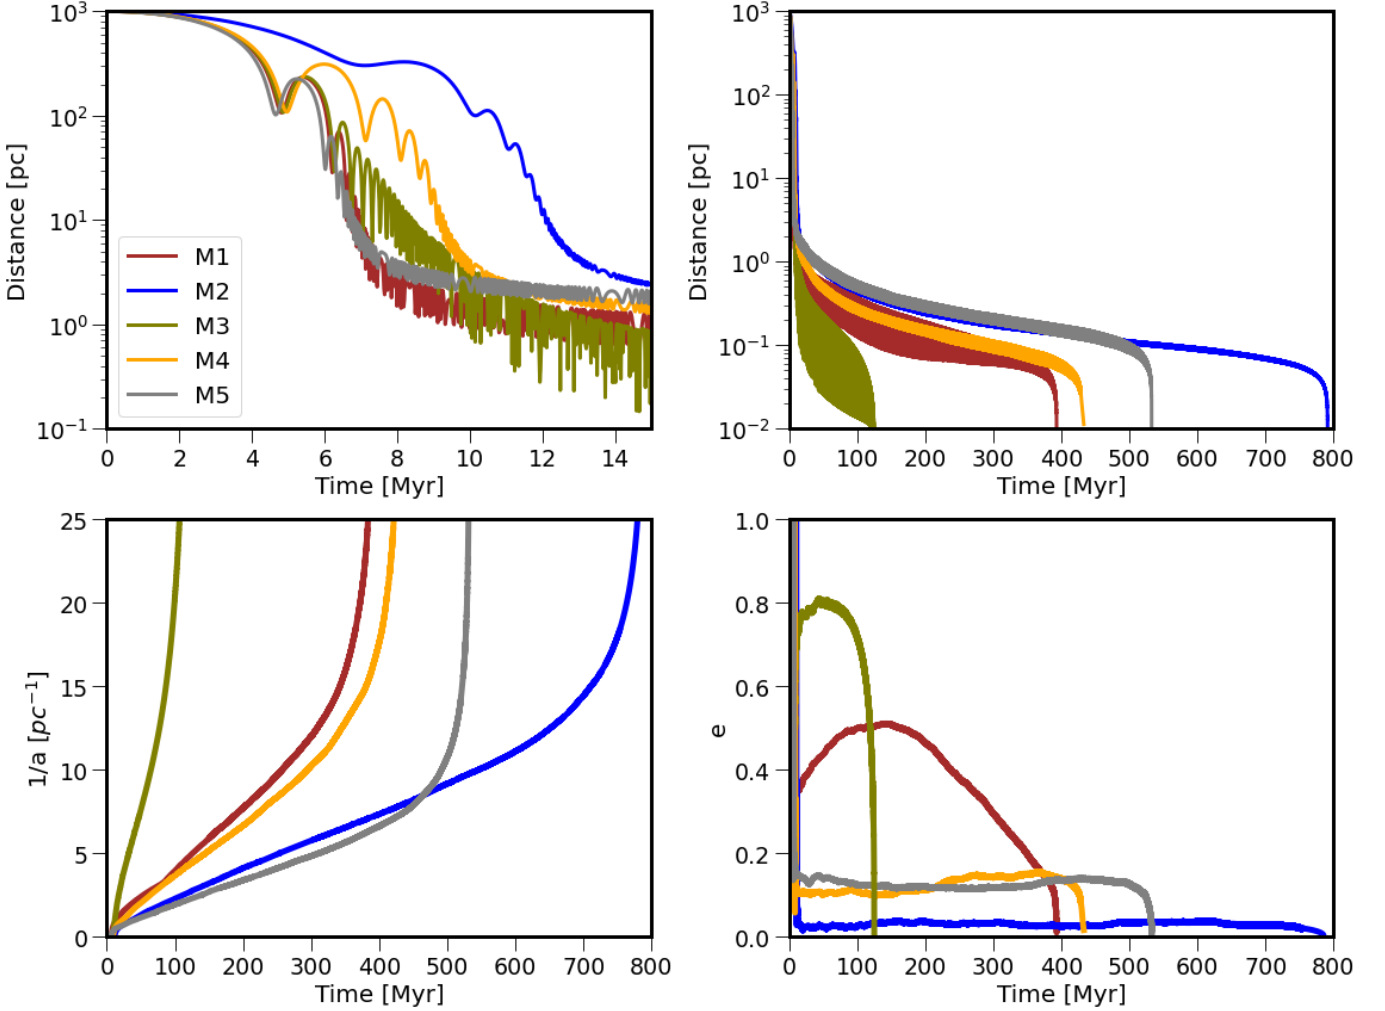 10³
10²
10¹
10⁰
10⁻¹
Distance [pc]
M1
M2
M3
M4
M5
0 2 4 6 8 10 12 14
Time [Myr]
10³
10²
10¹
10⁰
10⁻¹
10⁻²
Distance [pc]
0 100 200 300 400 500 600 700 800
Time [Myr]
25
20
15
10
5
0
1/a [pc⁻¹]
0 100 200 300 400 500 600 700 800
Time [Myr]
1.0
0.8
0.6
0.4
0.2
0.0
e
0 100 200 300 400 500 600 700 800
Time [Myr]